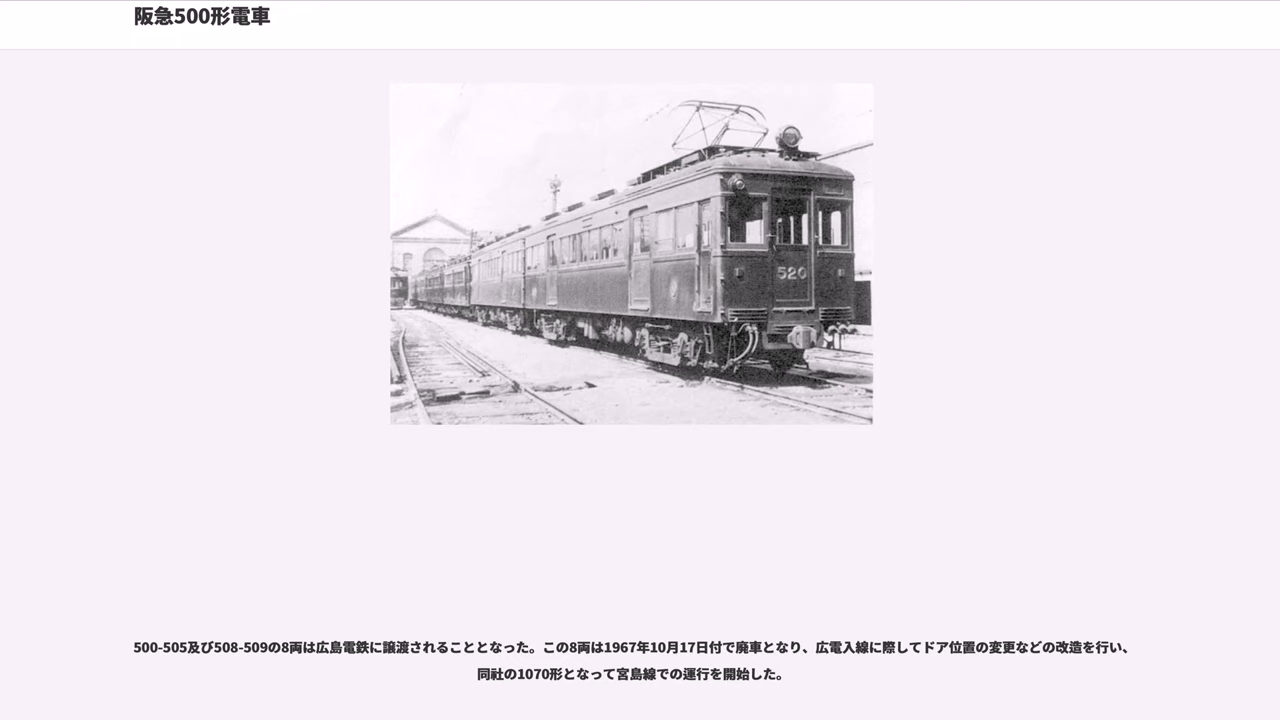 阪急500形電車
520
500-505及び508-509の8両は広島電鉄に譲渡されることとなった。この8両は1967年10月17日付で廃車となり、広電入線に際してドア位置の変更などの改造を行い、
同社の1070形となって宮島線での運行を開始した。